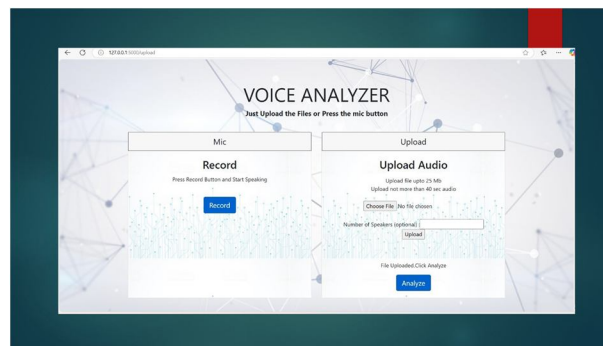 127.0.0.1:5000/upload
VOICE ANALYZER
Just Upload the Files or Press the mic button
Mic
Record
Press Record Button and Start Speaking
Record
Upload
Upload Audio
Upload file upto 25 Mb
Upload not more than 40 sec audio
Choose File No file chosen
Number of Speakers (optional) :
Upload
File Uploaded.Click Analyze
Analyze